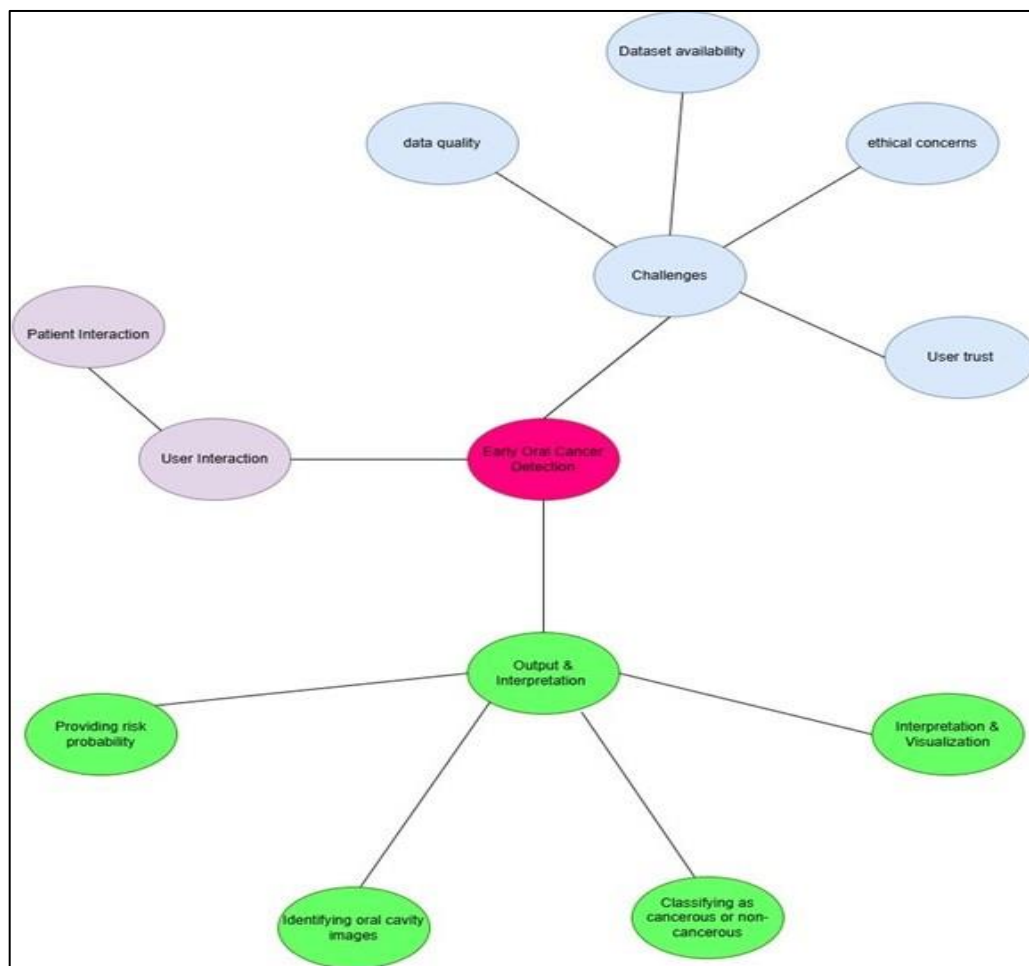 Dataset availability
data quality
ethical concerns
Challenges
Patient Interaction
User trust
User Interaction
Early Oral Cancer
Detection
Output &
Interpretation
Providing risk
probability
Interpretation &
Visualization
Identifying oral cavity
images
Classifying as
cancerous or non-
cancerous